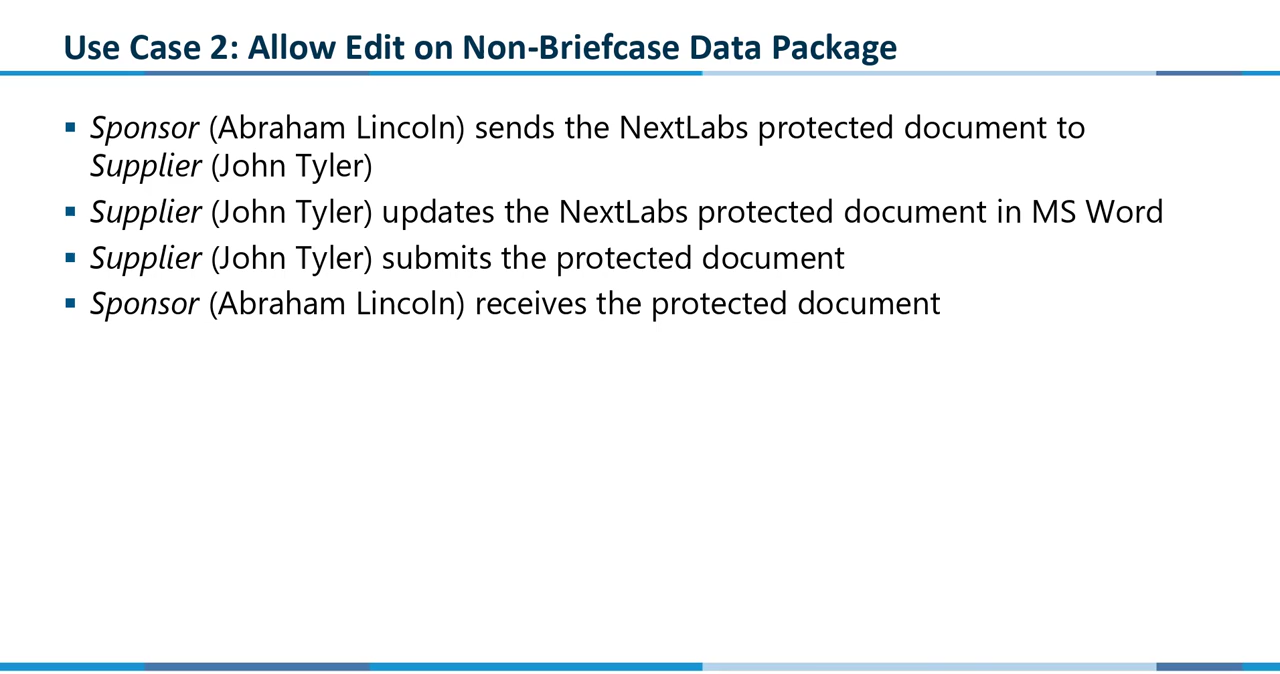 Use Case 2: Allow Edit on Non-Briefcase Data Package
▪ Sponsor (Abraham Lincoln) sends the NextLabs protected document to
Supplier (John Tyler)
▪ Supplier (John Tyler) updates the NextLabs protected document in MS Word
▪ Supplier (John Tyler) submits the protected document
▪ Sponsor (Abraham Lincoln) receives the protected document